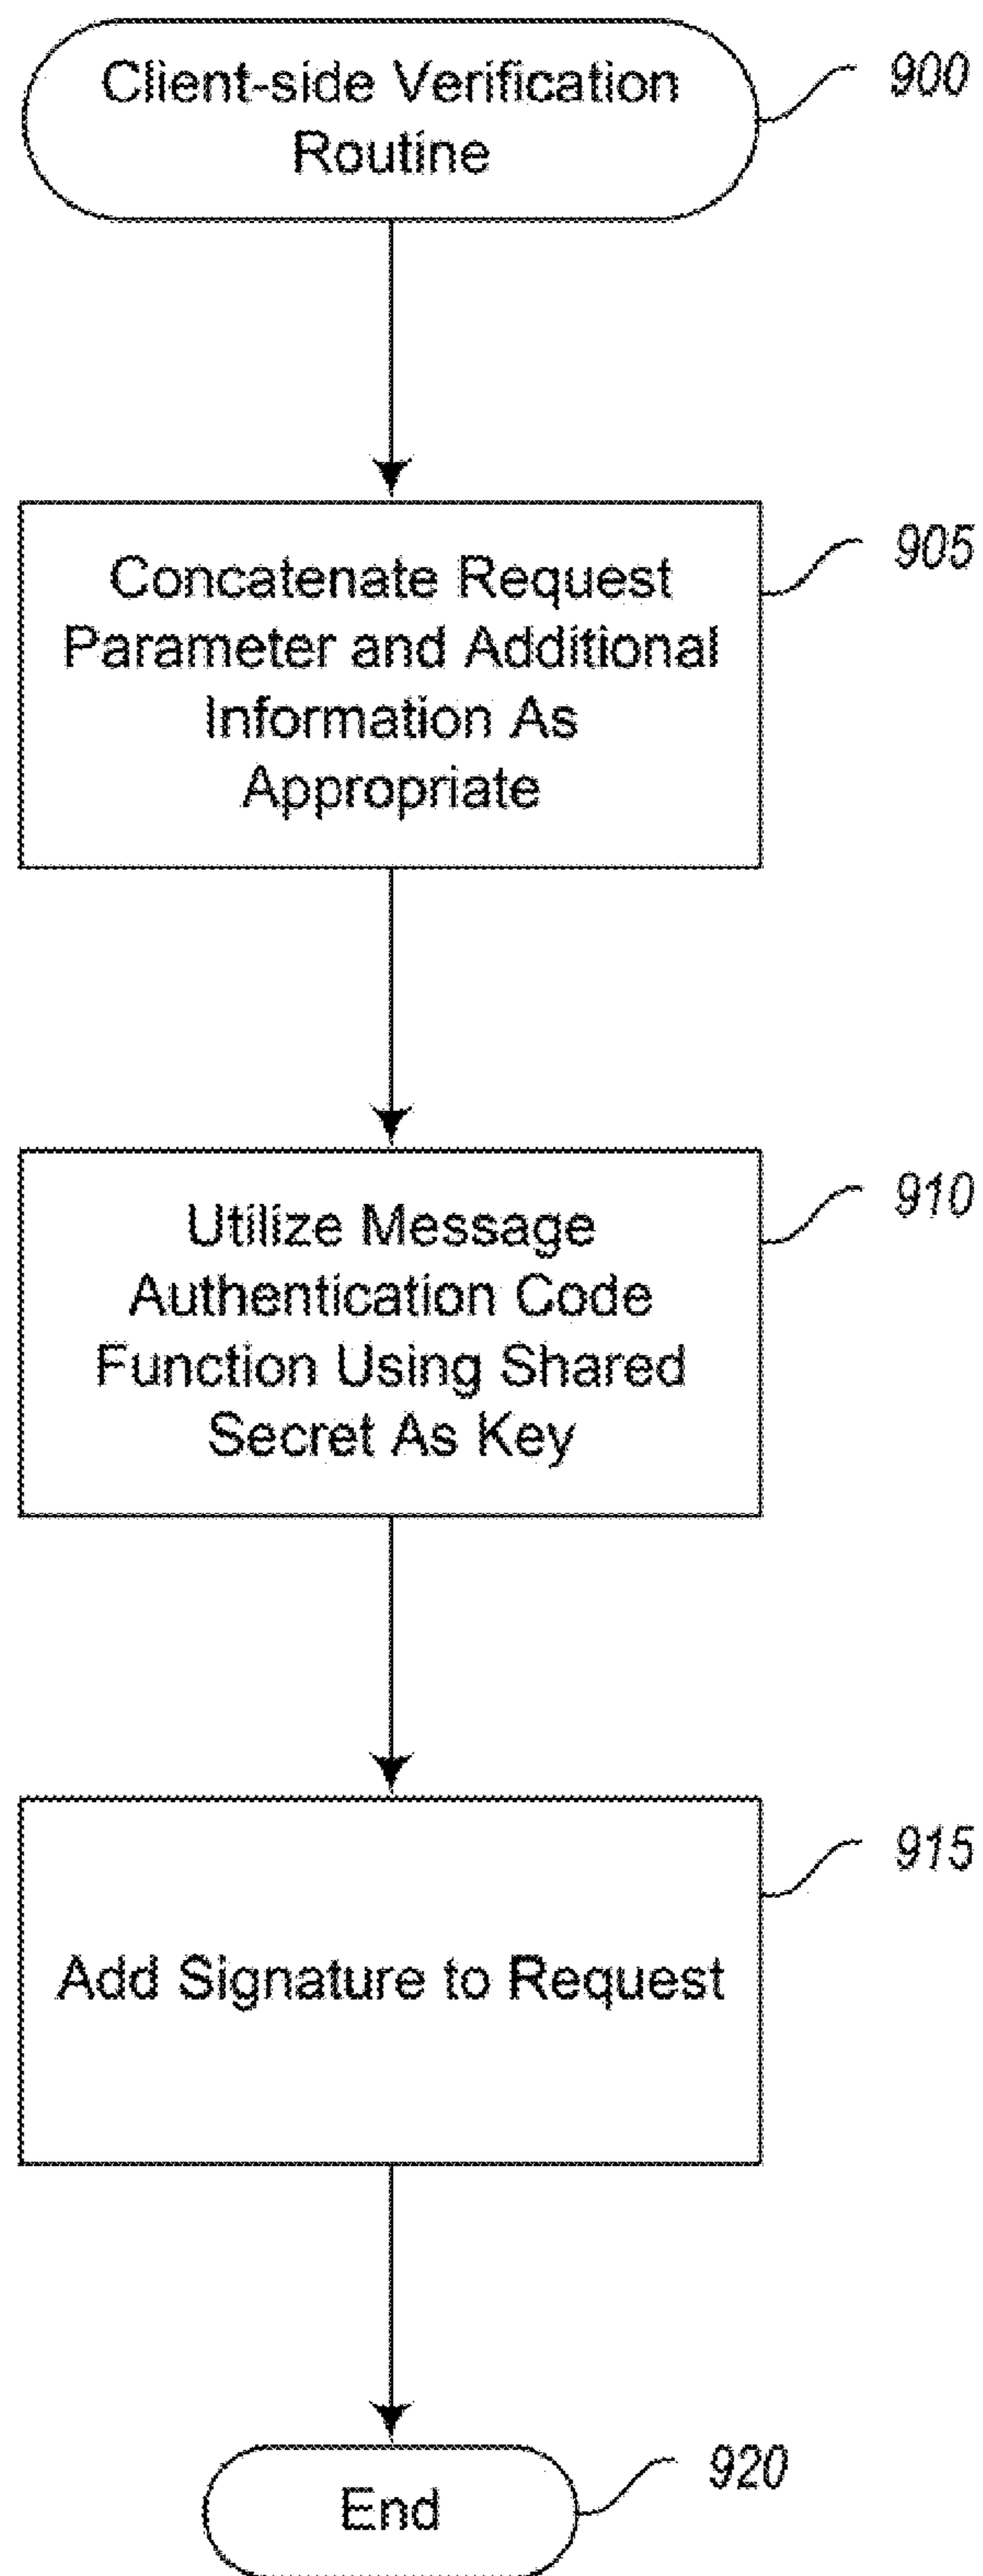 Client-side Verification
Routine
900
Concatenate Request
Parameter and Additional
Information As
Appropriate
905
Utilize Message
Authentication Code
Function Using Shared
Secret As Key
910
Add Signature to Request
915
End
920